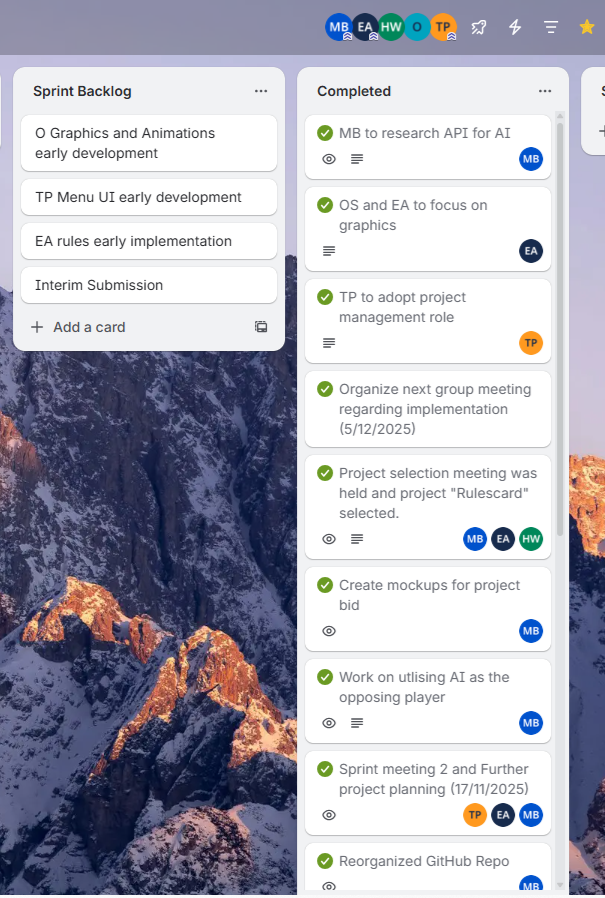 MB EA HW O TP
Sprint Backlog
O Graphics and Animations
early development
TP Menu UI early development
EA rules early implementation
Interim Submission
Add a card
Completed
MB to research API for AI
MB
OS and EA to focus on
graphics
EA
TP to adopt project
management role
TP
Organize next group meeting
regarding implementation
(5/12/2025)
Project selection meeting was
held and project "Rulescard"
selected.
MB EA HW
Create mockups for project
bid
MB
Work on utlising AI as the
opposing player
MB
Sprint meeting 2 and Further
project planning (17/11/2025)
TP EA MB
Reorganized GitHub Repo
MB